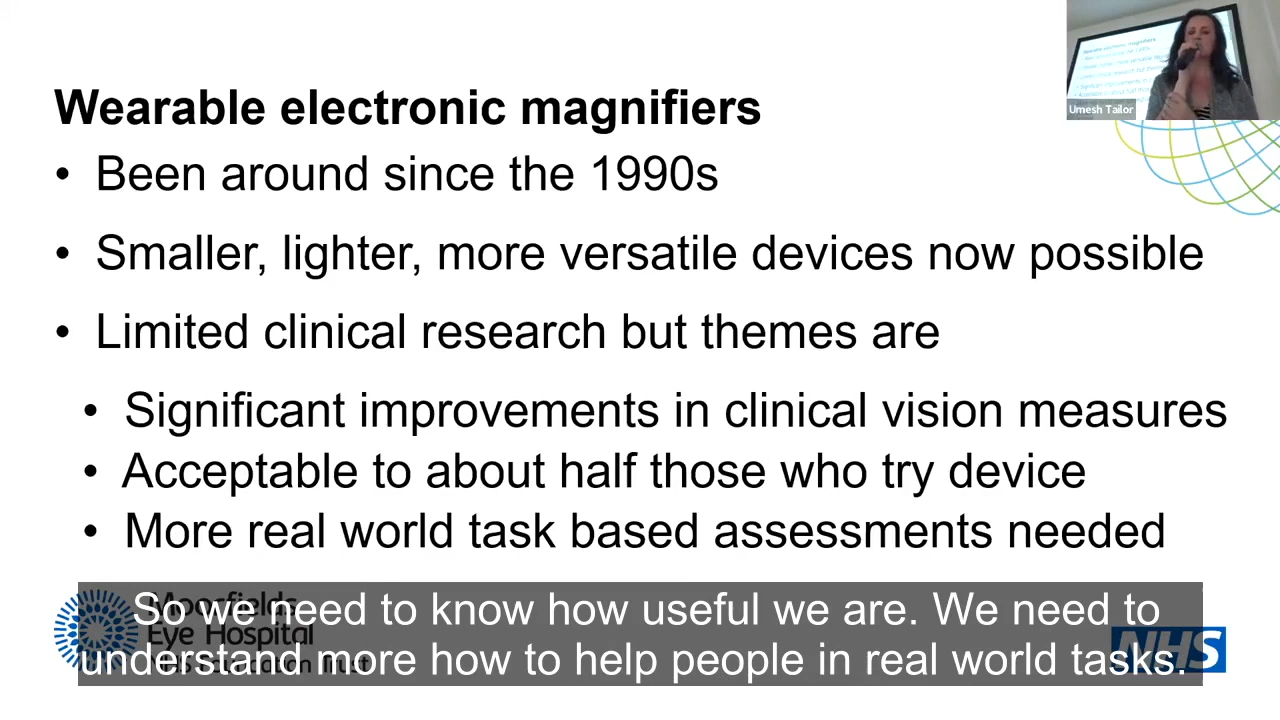 Wearable electronic magnifiers
• Been around since the 1990s
• Smaller, lighter, more versatile devices now possible
• Limited clinical research but themes are
• Significant improvements in clinical vision measures
• Acceptable to about half those who try device
• More real world task based assessments needed
Umesh Tailor
Moorfields
Eye Hospital
NHS Foundation Trust
NHS
So we need to know how useful we are. We need to
understand more how to help people in real world tasks.